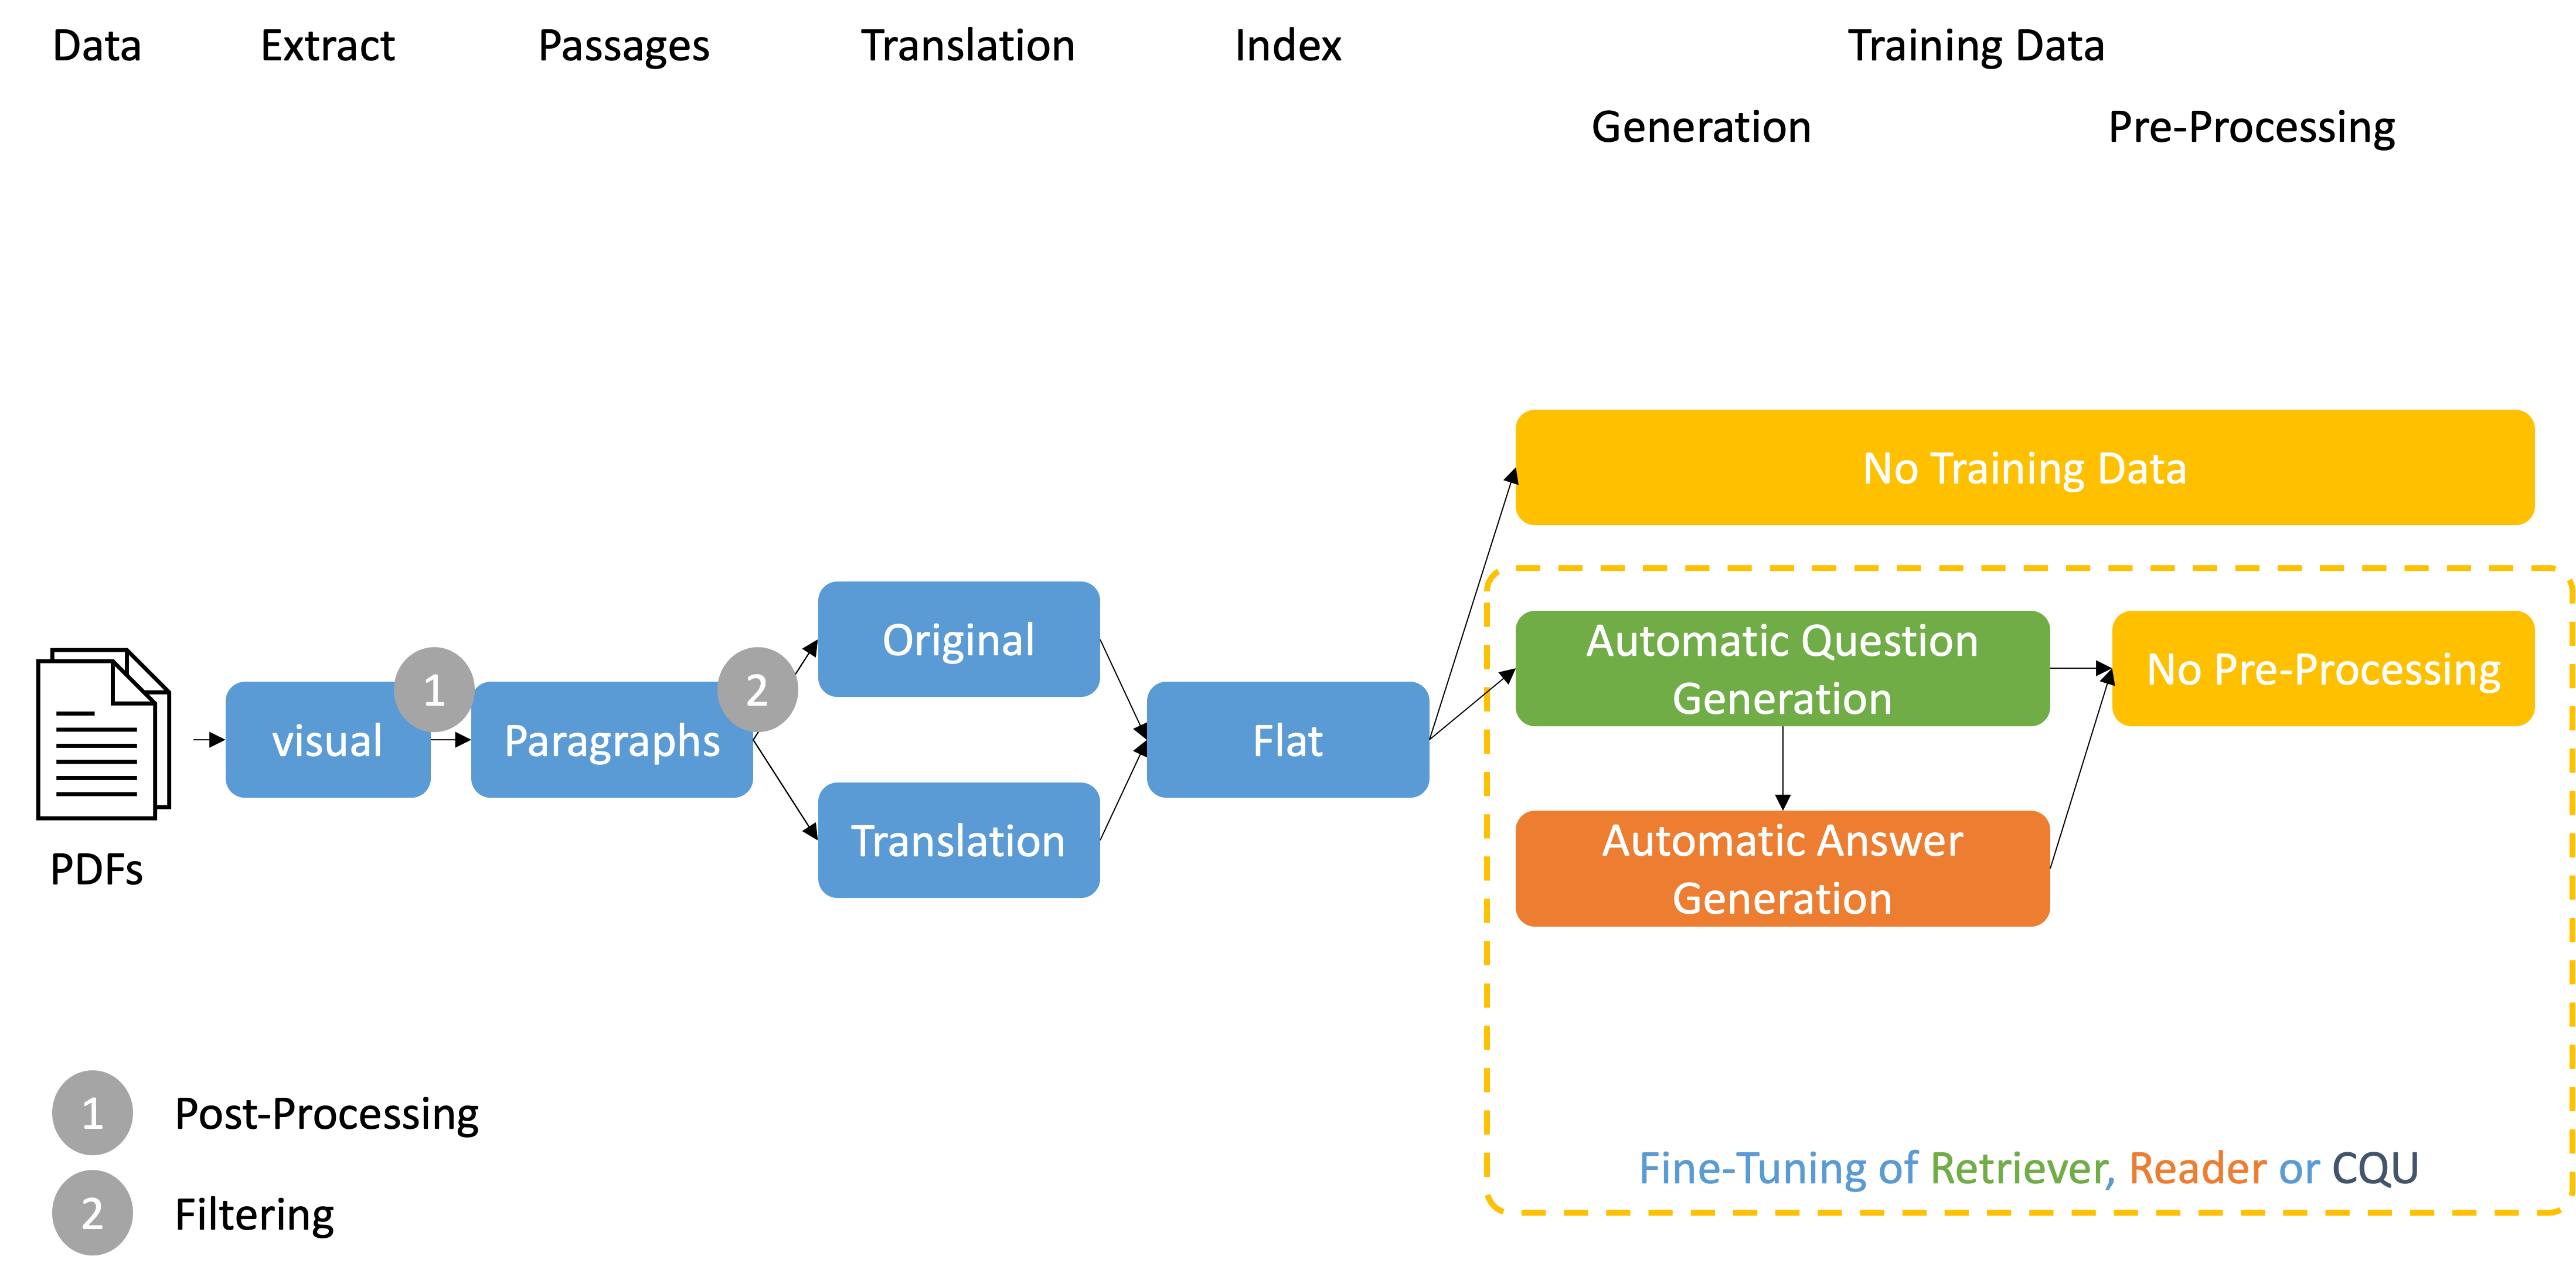 Data Extract Passages Translation Index Training Data
Generation Pre-Processing
No Training Data
Original
Automatic Question
Generation
No Pre-Processing
1
2
visual
Paragraphs
Flat
Translation
Automatic Answer
Generation
PDFs
1 Post-Processing
2 Filtering
Fine-Tuning of Retriever, Reader or CQU